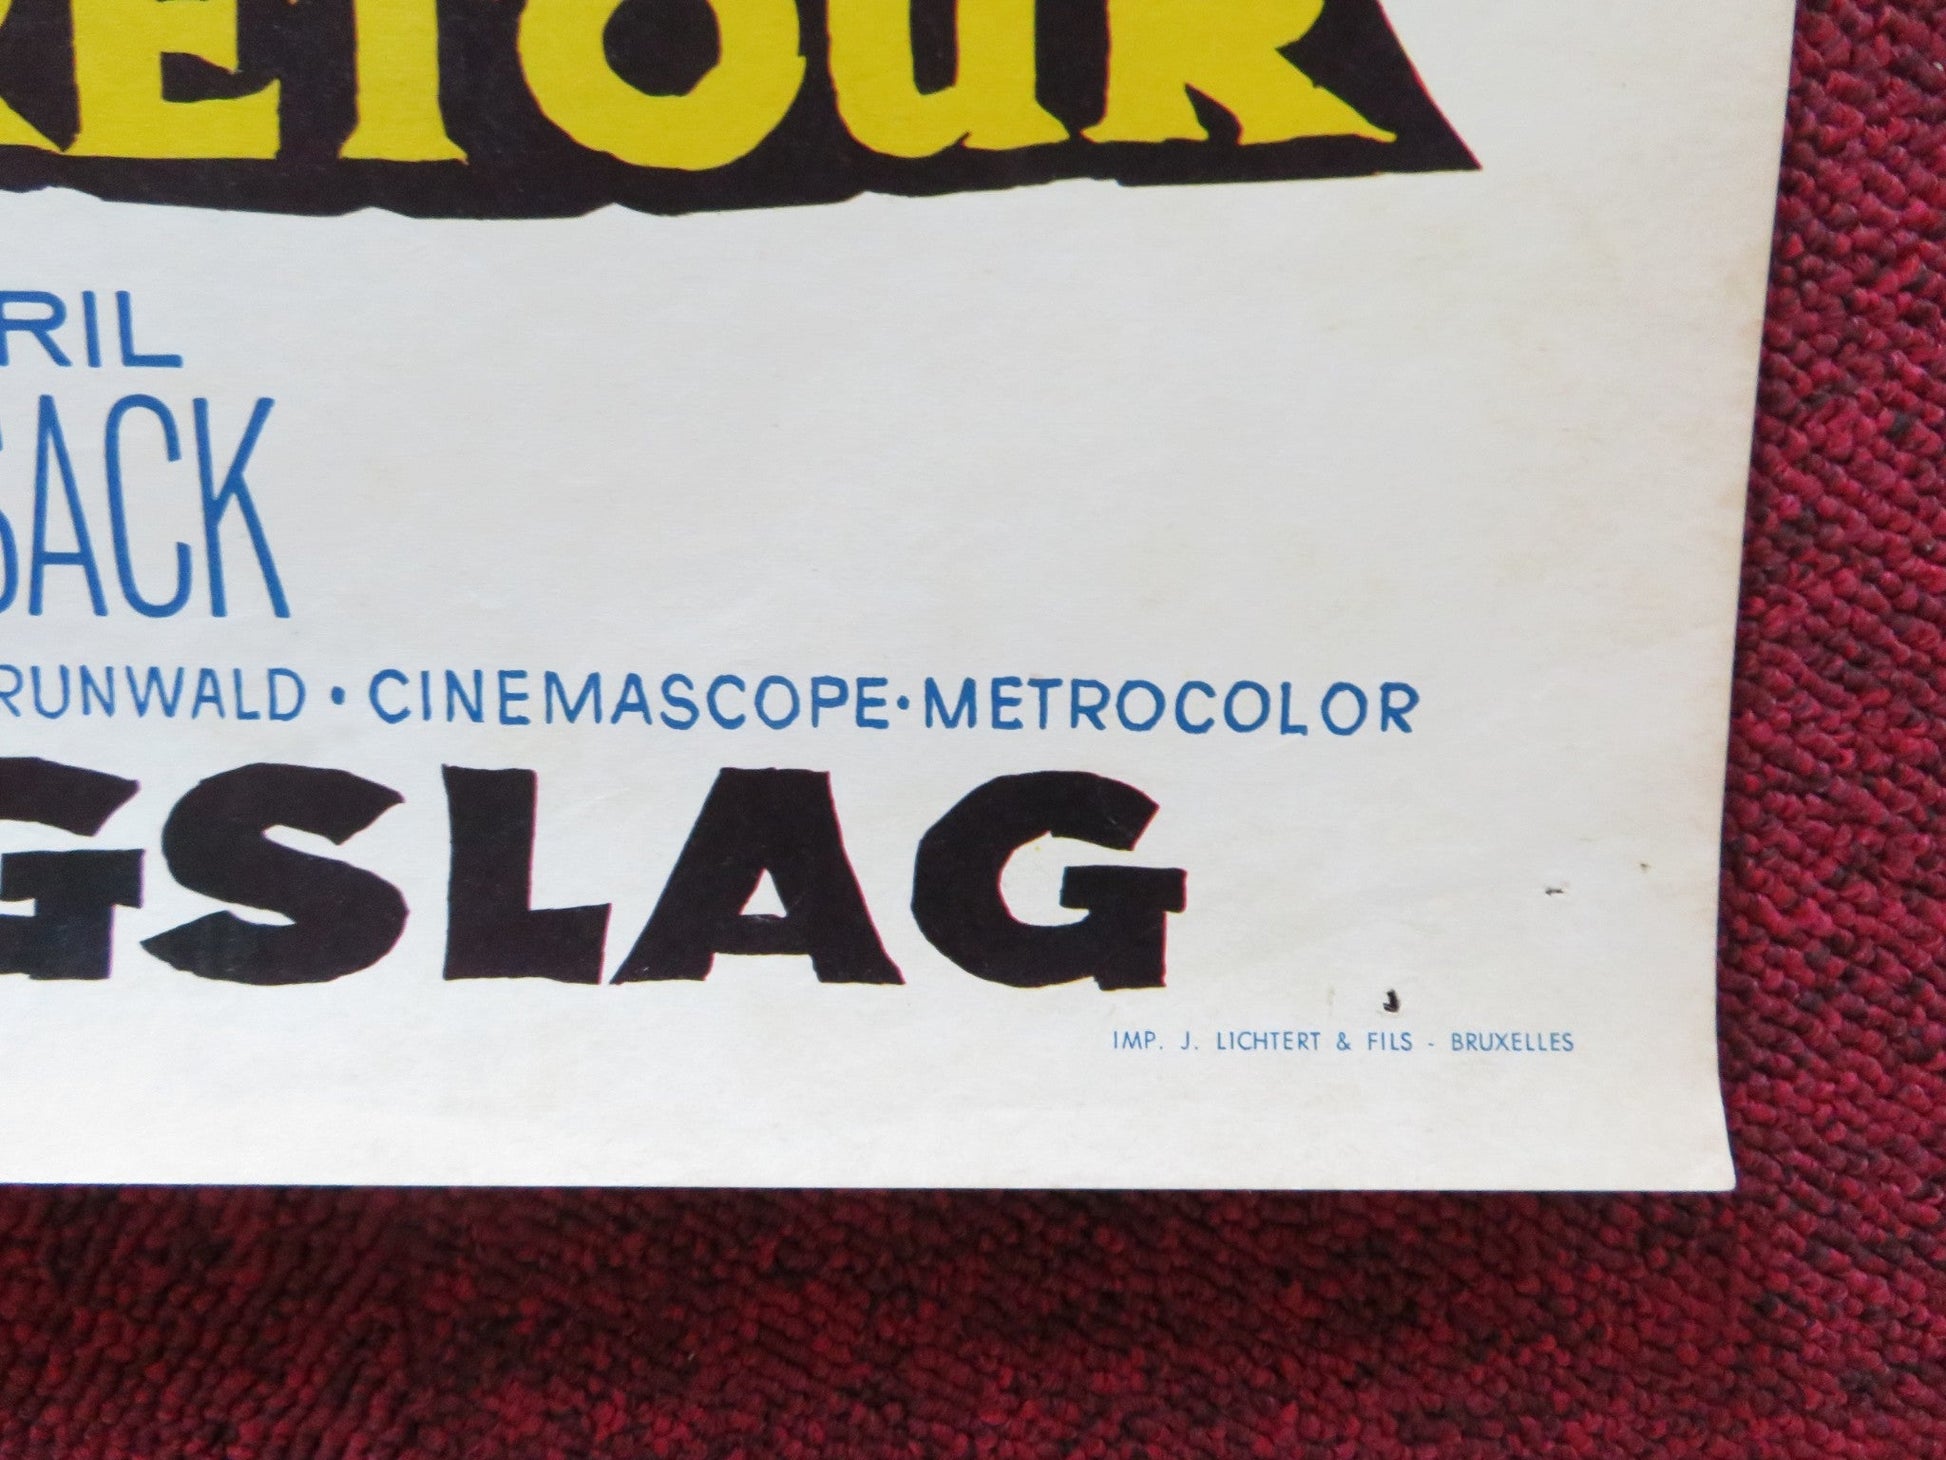 RETOUR
RIL
SACK
RUNWALD · CINEMASCOPE · METROCOLOR
GSLAG
IMP. J. LICHTERT & FILS - BRUXELLES